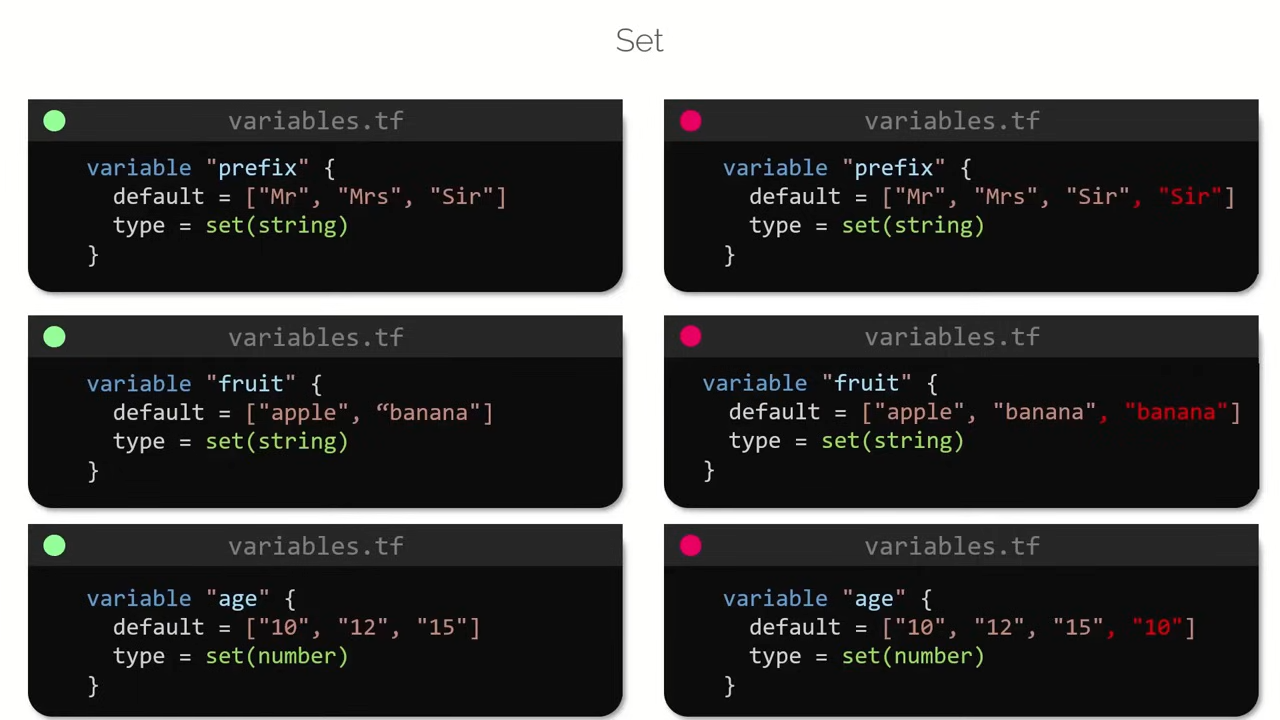 Set
variables.tf
variable "prefix" {
default = ["Mr", "Mrs", "Sir"]
type = set(string)
}
variables.tf
variable "prefix" {
default = ["Mr", "Mrs", "Sir", "Sir"]
type = set(string)
}
variables.tf
variable "fruit" {
default = ["apple", “banana"]
type = set(string)
}
variables.tf
variable "fruit" {
default = ["apple", "banana", "banana"]
type = set(string)
}
variables.tf
variable "age" {
default = ["10", "12", "15"]
type = set(number)
}
variables.tf
variable "age" {
default = ["10", "12", "15", "10"]
type = set(number)
}